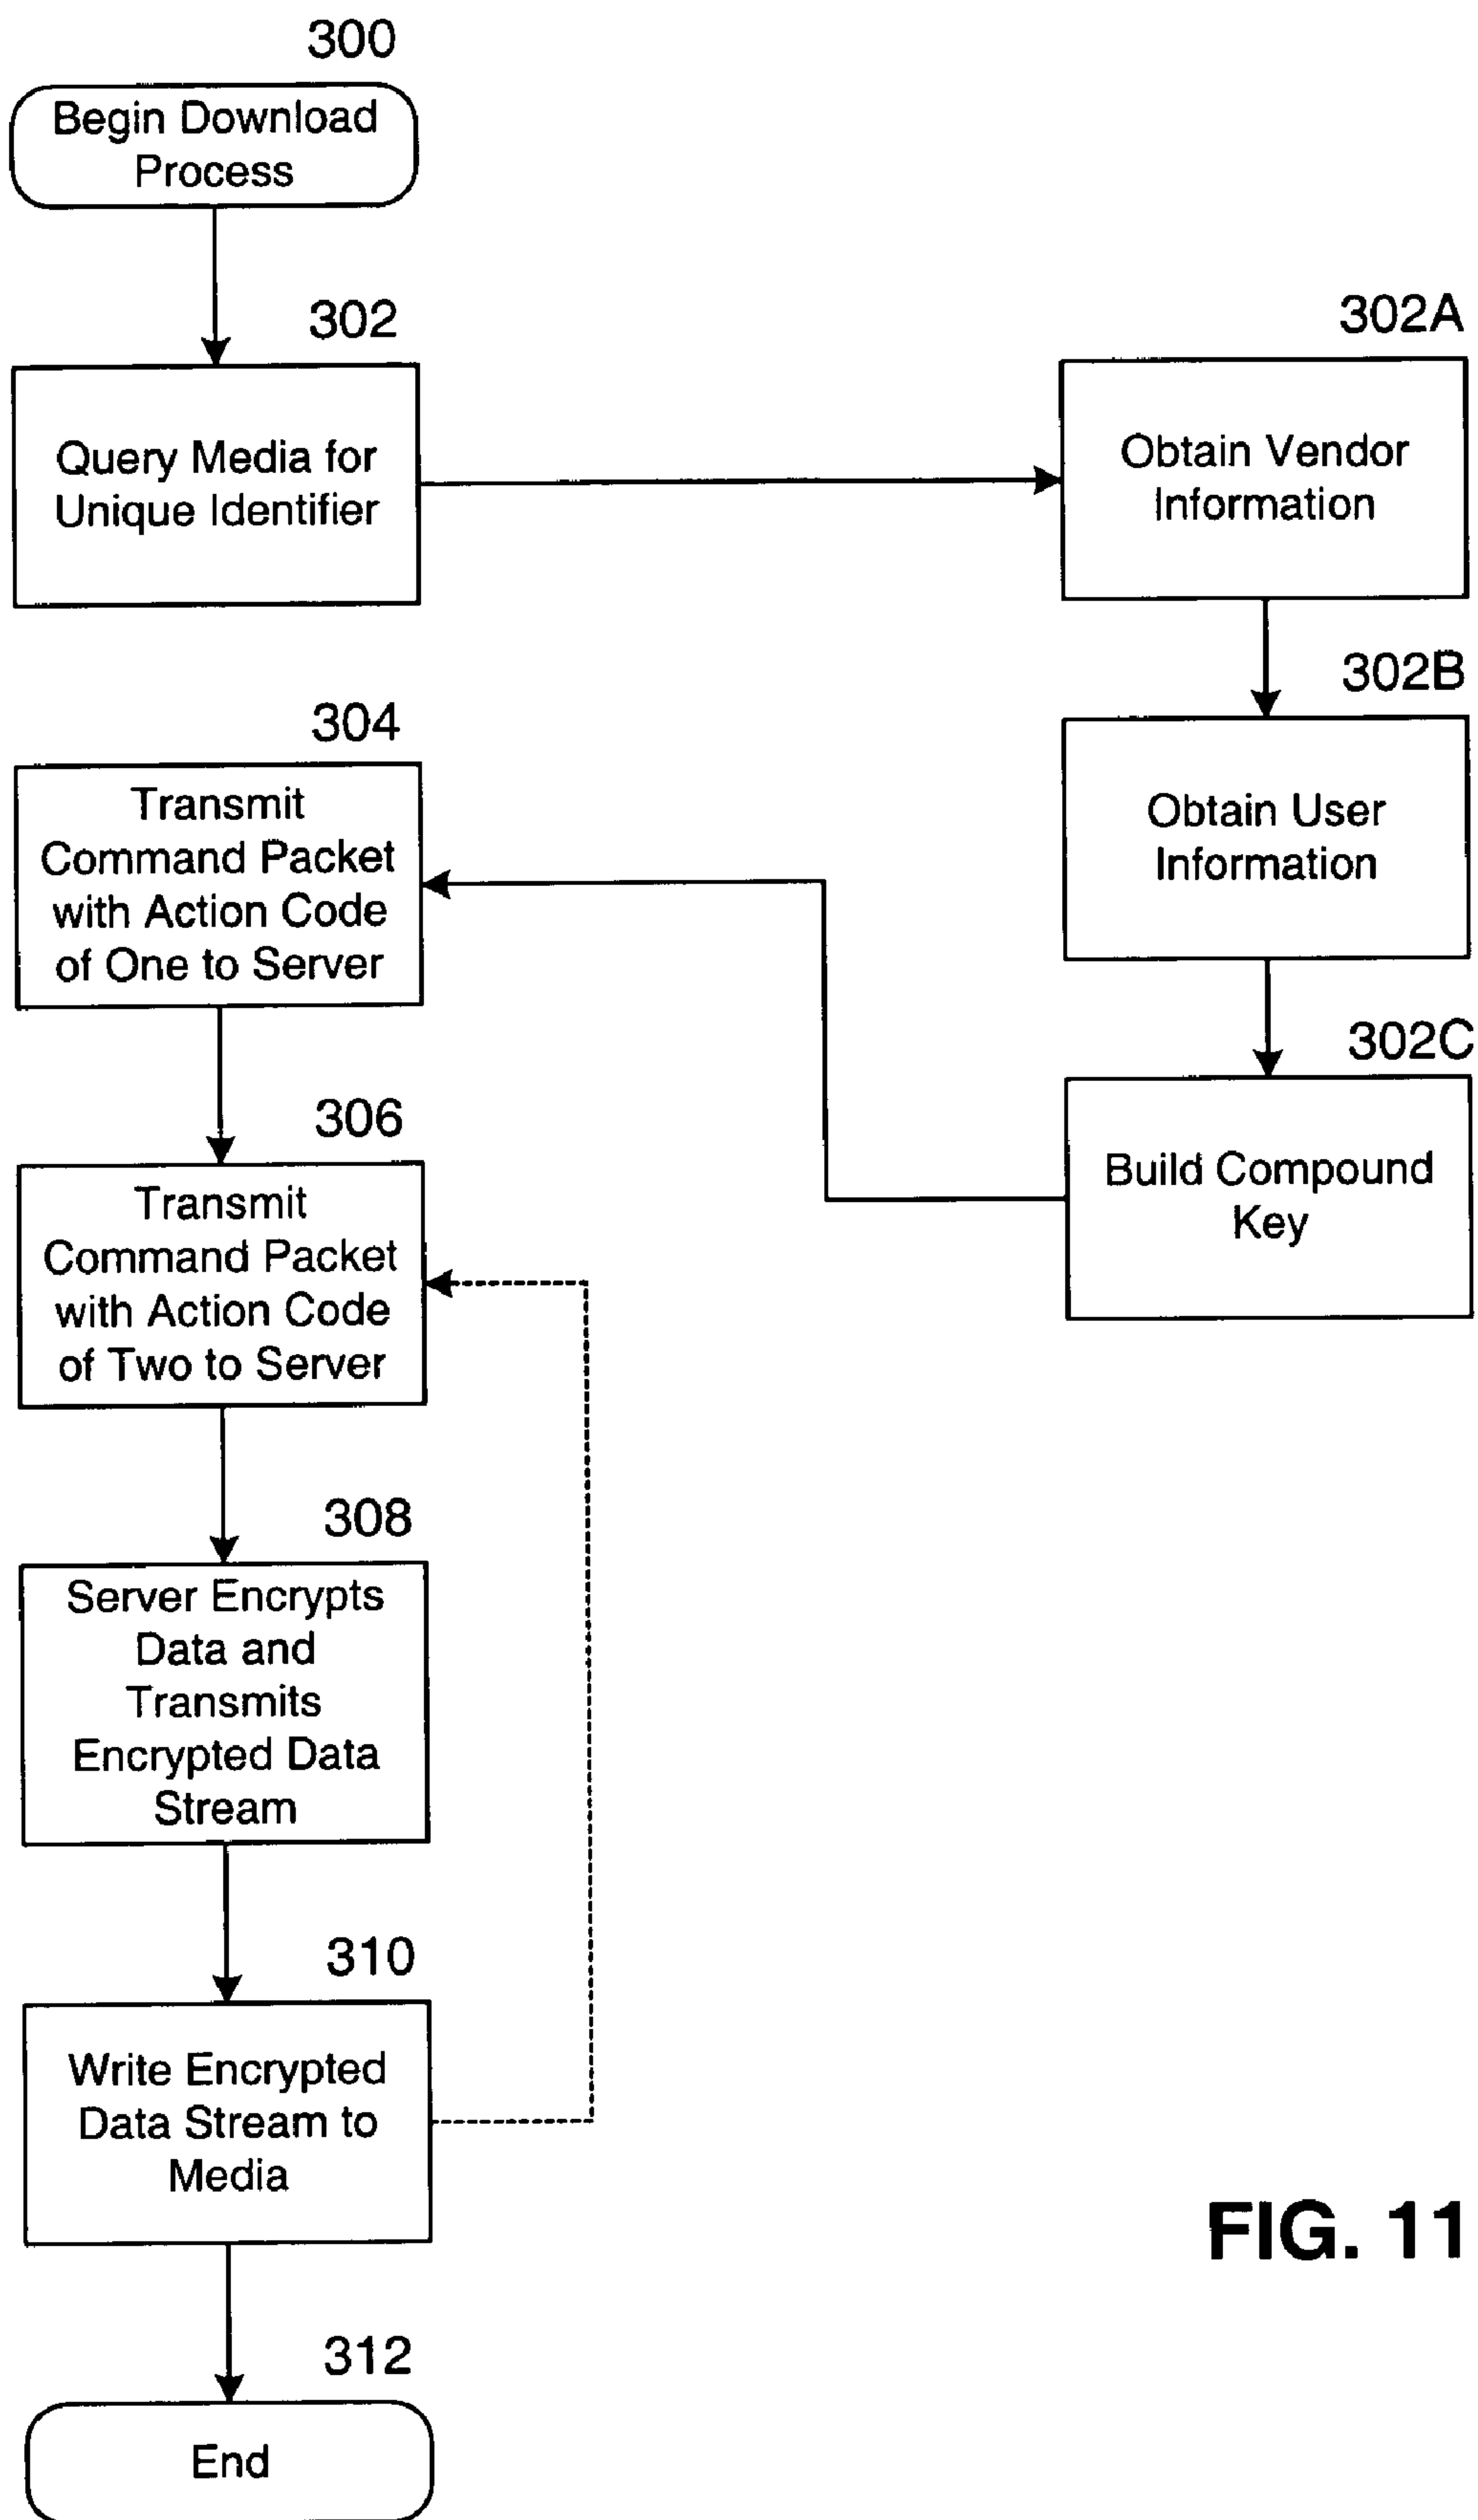 300
Begin Download
Process
302
Query Media for
Unique Identifier
302A
Obtain Vendor
Information
302B
Obtain User
Information
302C
Build Compound
Key
304
Transmit
Command Packet
with Action Code
of One to Server
306
Transmit
Command Packet
with Action Code
of Two to Server
308
Server Encrypts
Data and
Transmits
Encrypted Data
Stream
310
Write Encrypted
Data Stream to
Media
312
End
FIG. 11